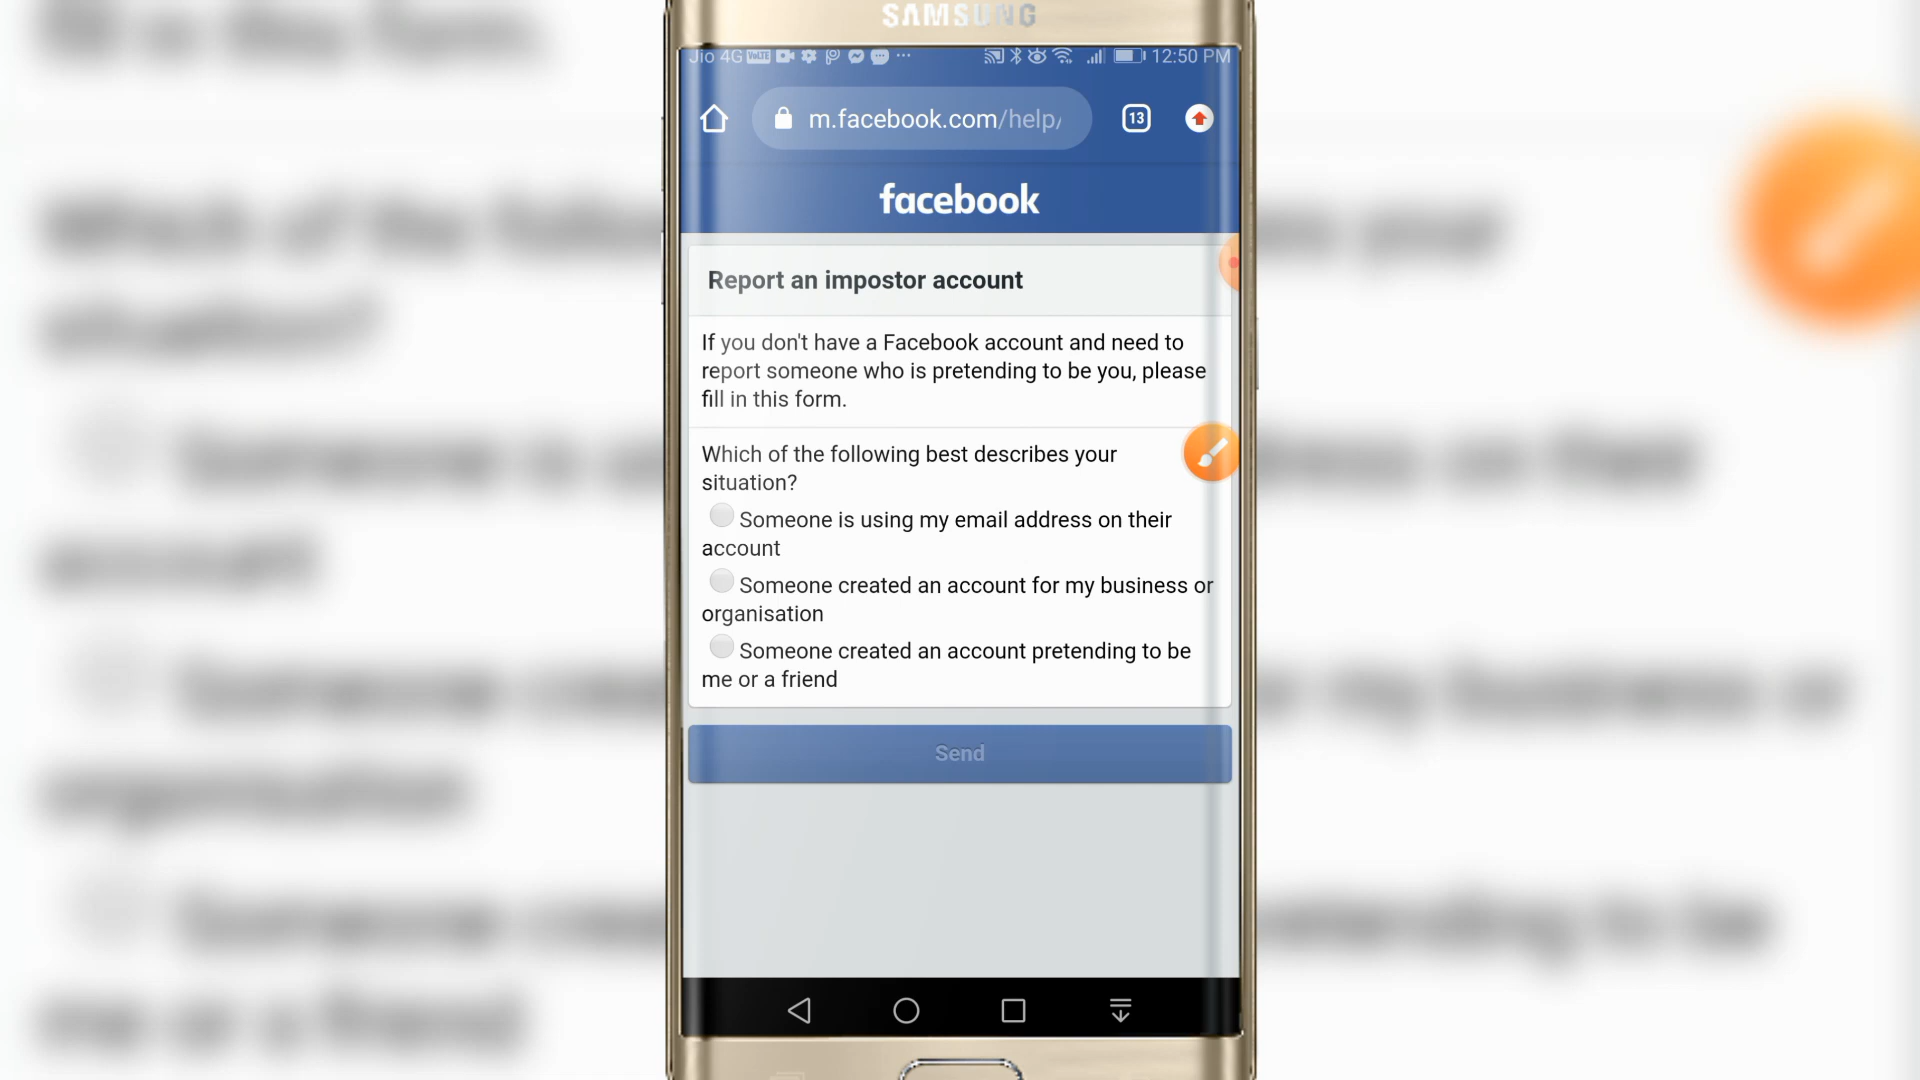 SAMSUNG
Jio 4G VoLTE 12:50 PM
m.facebook.com/help/
13
facebook
Report an impostor account
If you don't have a Facebook account and need to
report someone who is pretending to be you, please
fill in this form.
Which of the following best describes your
situation?
Someone is using my email address on their
account
Someone created an account for my business or
organisation
Someone created an account pretending to be
me or a friend
Send